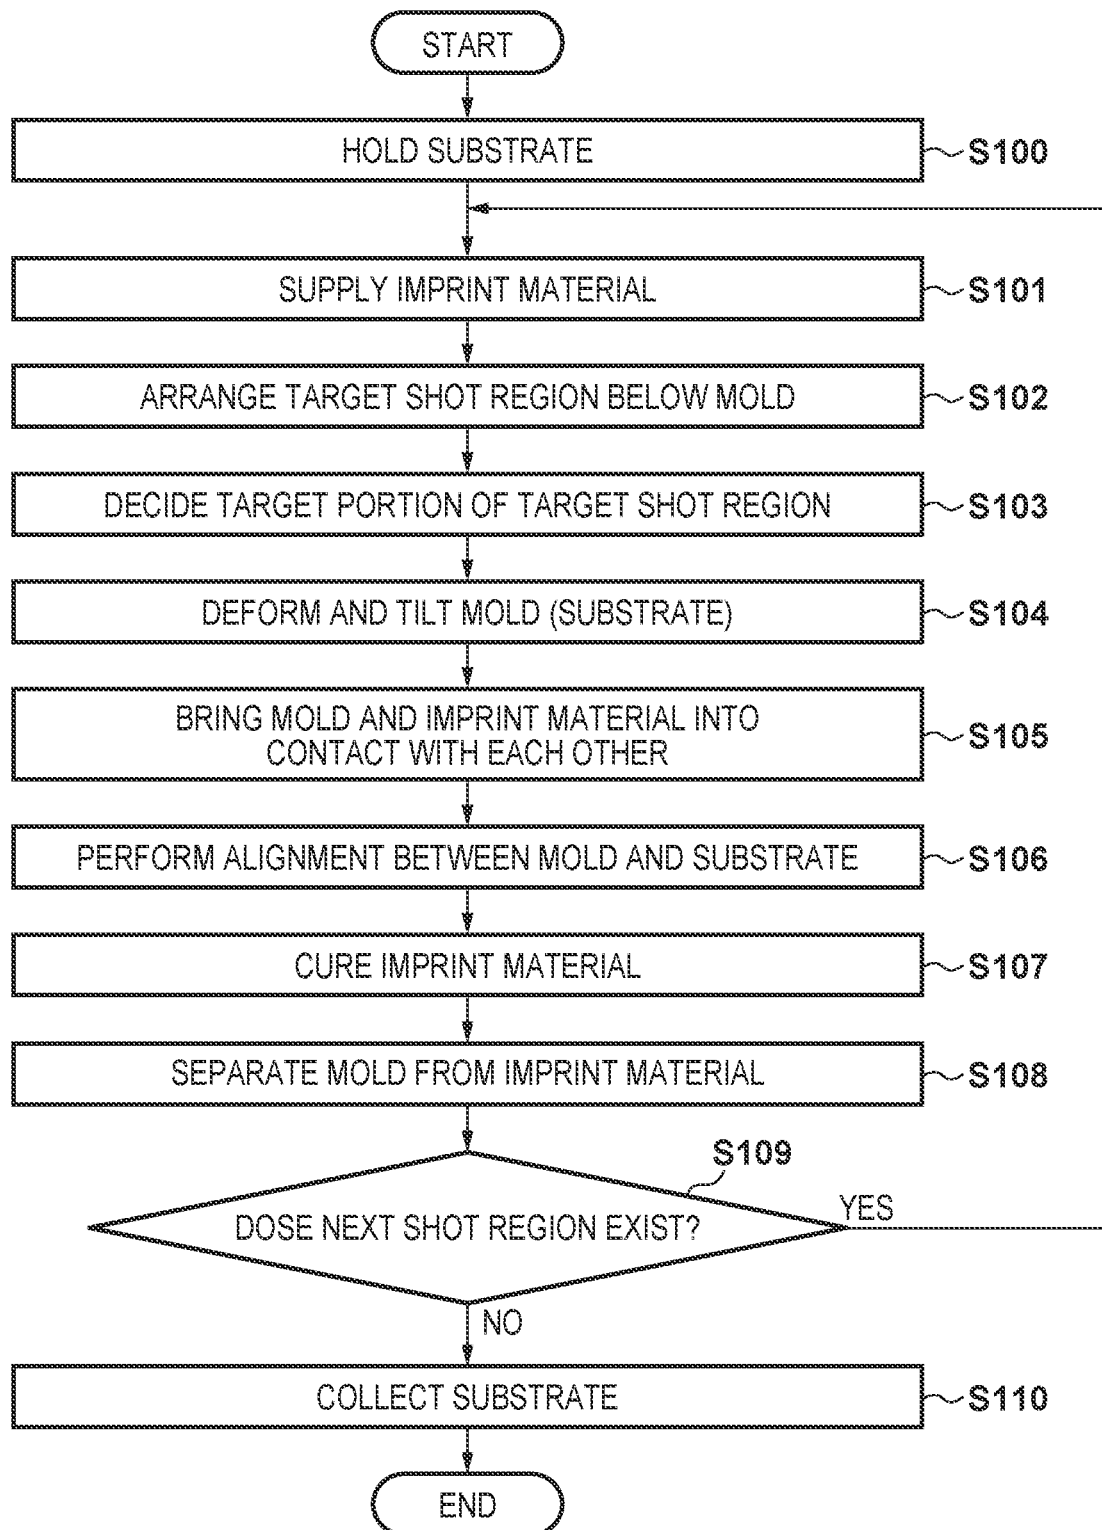 START
HOLD SUBSTRATE
S100
SUPPLY IMPRINT MATERIAL
S101
ARRANGE TARGET SHOT REGION BELOW MOLD
S102
DECIDE TARGET PORTION OF TARGET SHOT REGION
S103
DEFORM AND TILT MOLD (SUBSTRATE)
S104
BRING MOLD AND IMPRINT MATERIAL INTO
CONTACT WITH EACH OTHER
S105
PERFORM ALIGNMENT BETWEEN MOLD AND SUBSTRATE
S106
CURE IMPRINT MATERIAL
S107
SEPARATE MOLD FROM IMPRINT MATERIAL
S108
S109
DOSE NEXT SHOT REGION EXIST?
YES
NO
COLLECT SUBSTRATE
S110
END